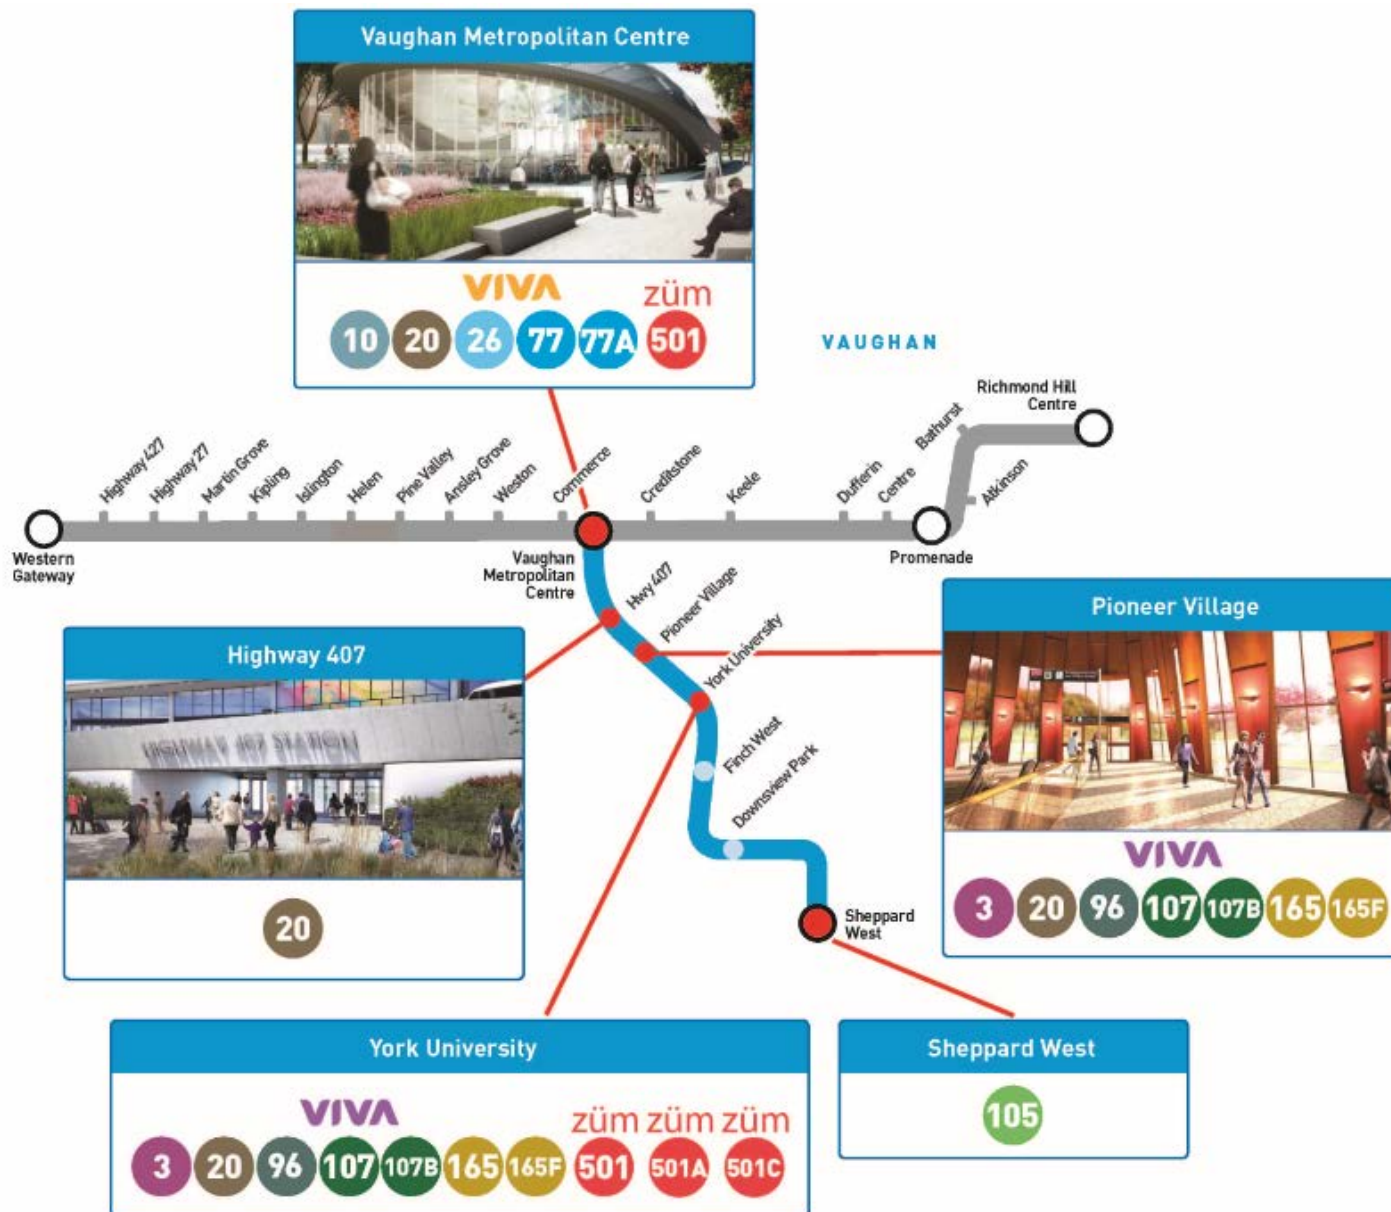 Vaughan Metropolitan Centre
VIVA
züm
10 20 26 77 77A 501
VAUGHAN
Richmond Hill
Centre
Bathurst
Highway 427
Highway 27
Martin Grove
Kipling
Islington
Helen
Pine Valley
Ansley Grove
Weston
Commerce
Creditstone
Keele
Dufferin
Centre
Atkinson
Western
Gateway
Vaughan
Metropolitan
Centre
Promenade
Hwy 407
Pioneer Village
York University
Finch West
Downsview Park
Sheppard
West
Highway 407
HIGHWAY 407 STATION
20
Pioneer Village
VIVA
3 20 96 107 107B 165 165F
York University
VIVA
züm züm züm
3 20 96 107 107B 165 165F 501 501A 501C
Sheppard West
105